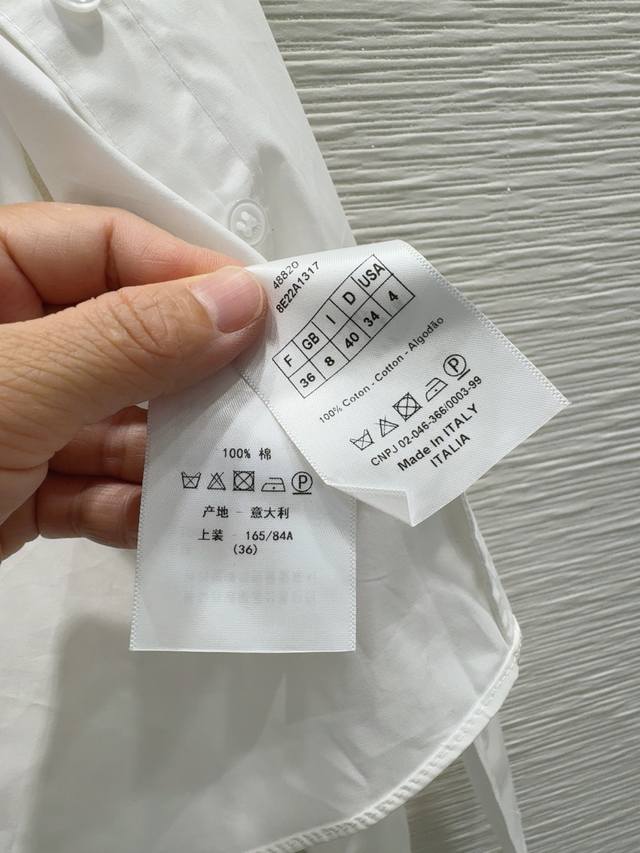 48820
8E22A1317
F GB I D USA
36 8 40 34 4
100% Coton - Cotton - Algodão
CNPJ 02-046-366/0003-99
Made In ITALY
ITALIA
100% 棉
产地 - 意大利
上装 - 165/84A
(36)